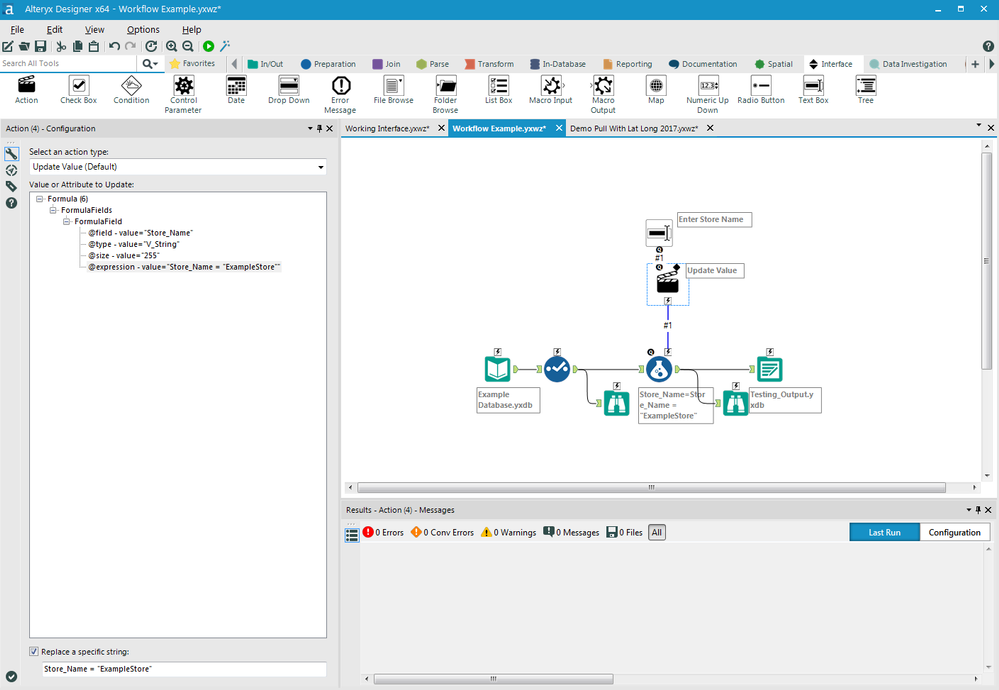 Alteryx Designer x64 - Workflow Example.yxwz*
File Edit View Options Help
Search All Tools
Favorites In/Out Preparation Join Parse Transform In-Database Reporting Documentation Spatial Interface Data Investigation
Action Check Box Condition Control Parameter Date Drop Down Error Message File Browse Folder Browse List Box Macro Input Macro Output Map Numeric Up Down Radio Button Text Box Tree
Action (4) - Configuration
Working Interface.yxwz* Workflow Example.yxwz* Demo Pull With Lat Long 2017.yxwz*
Select an action type:
Update Value (Default)
Value or Attribute to Update:
Formula (6)
FormulaFields
FormulaField
@field - value="Store_Name"
@type - value="V_String"
@size - value="255"
@expression - value="Store_Name = "ExampleStore""
Replace a specific string:
Store_Name = "ExampleStore"
Enter Store Name
#1
Update Value
#1
Example
Database.yxdb
Store_Name=Stor
e_Name =
"ExampleStore"
Testing_Output.y
xdb
Results - Action (4) - Messages
0 Errors 0 Conv Errors 0 Warnings 0 Messages 0 Files All
Last Run Configuration